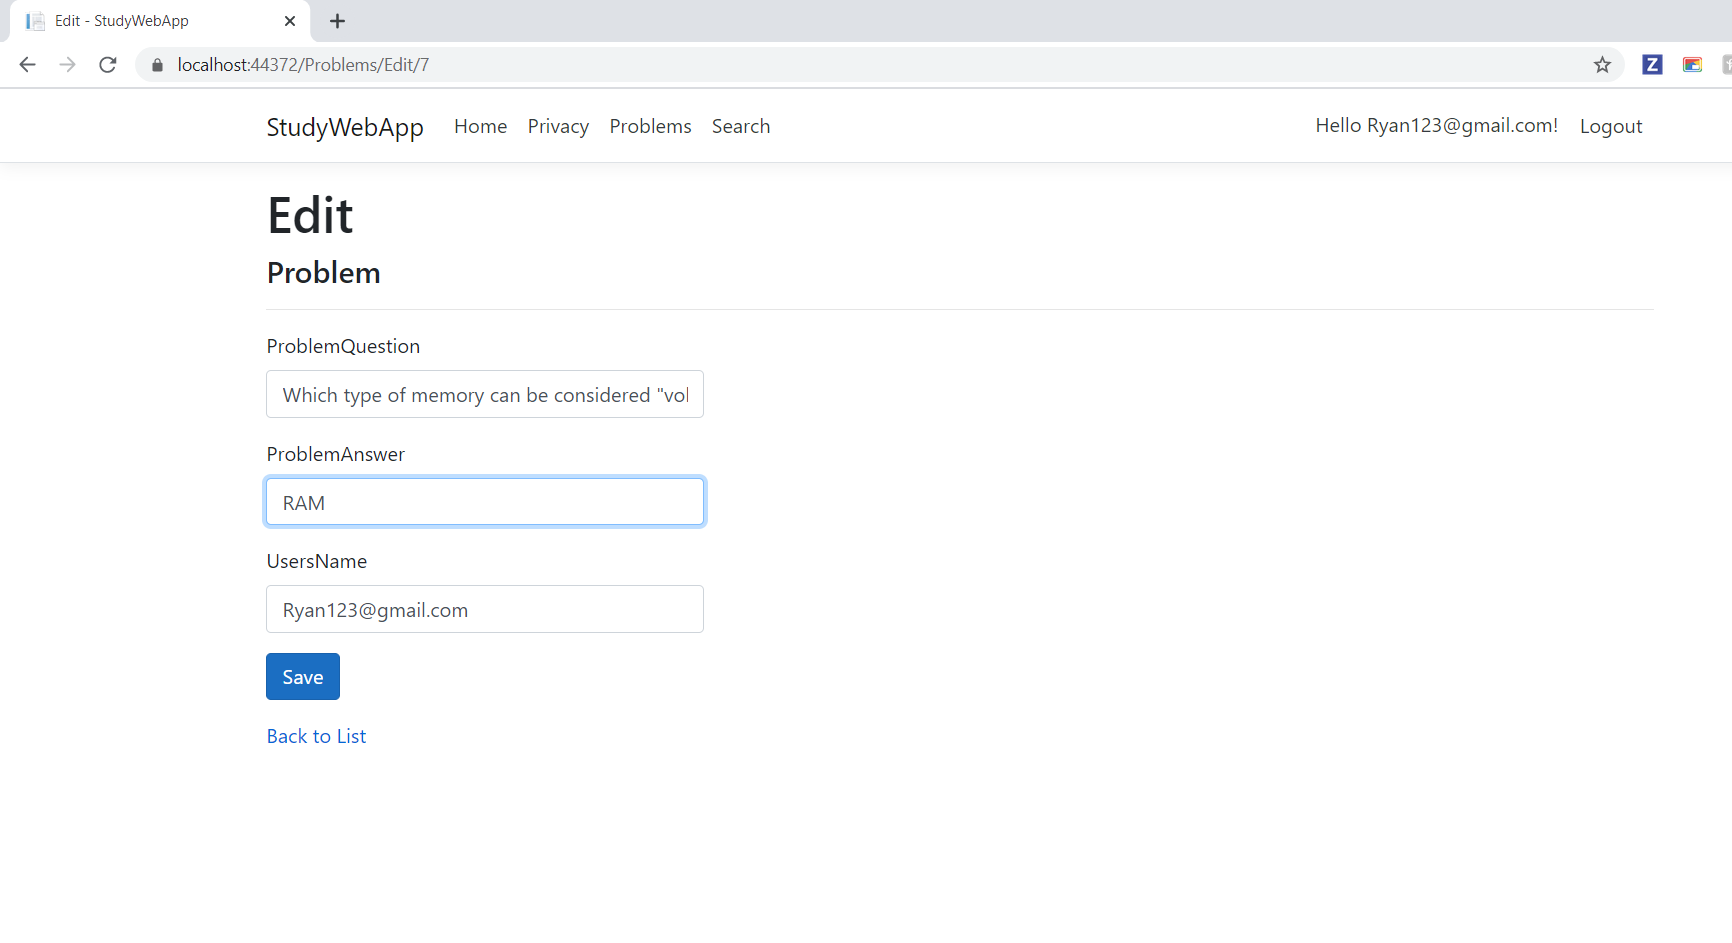 Edit - StudyWebApp
localhost:44372/Problems/Edit/7
Z
StudyWebApp Home Privacy Problems Search Hello Ryan123@gmail.com! Logout
Edit
Problem
ProblemQuestion
Which type of memory can be considered "vol
ProblemAnswer
RAM
UsersName
Ryan123@gmail.com
Save
Back to List